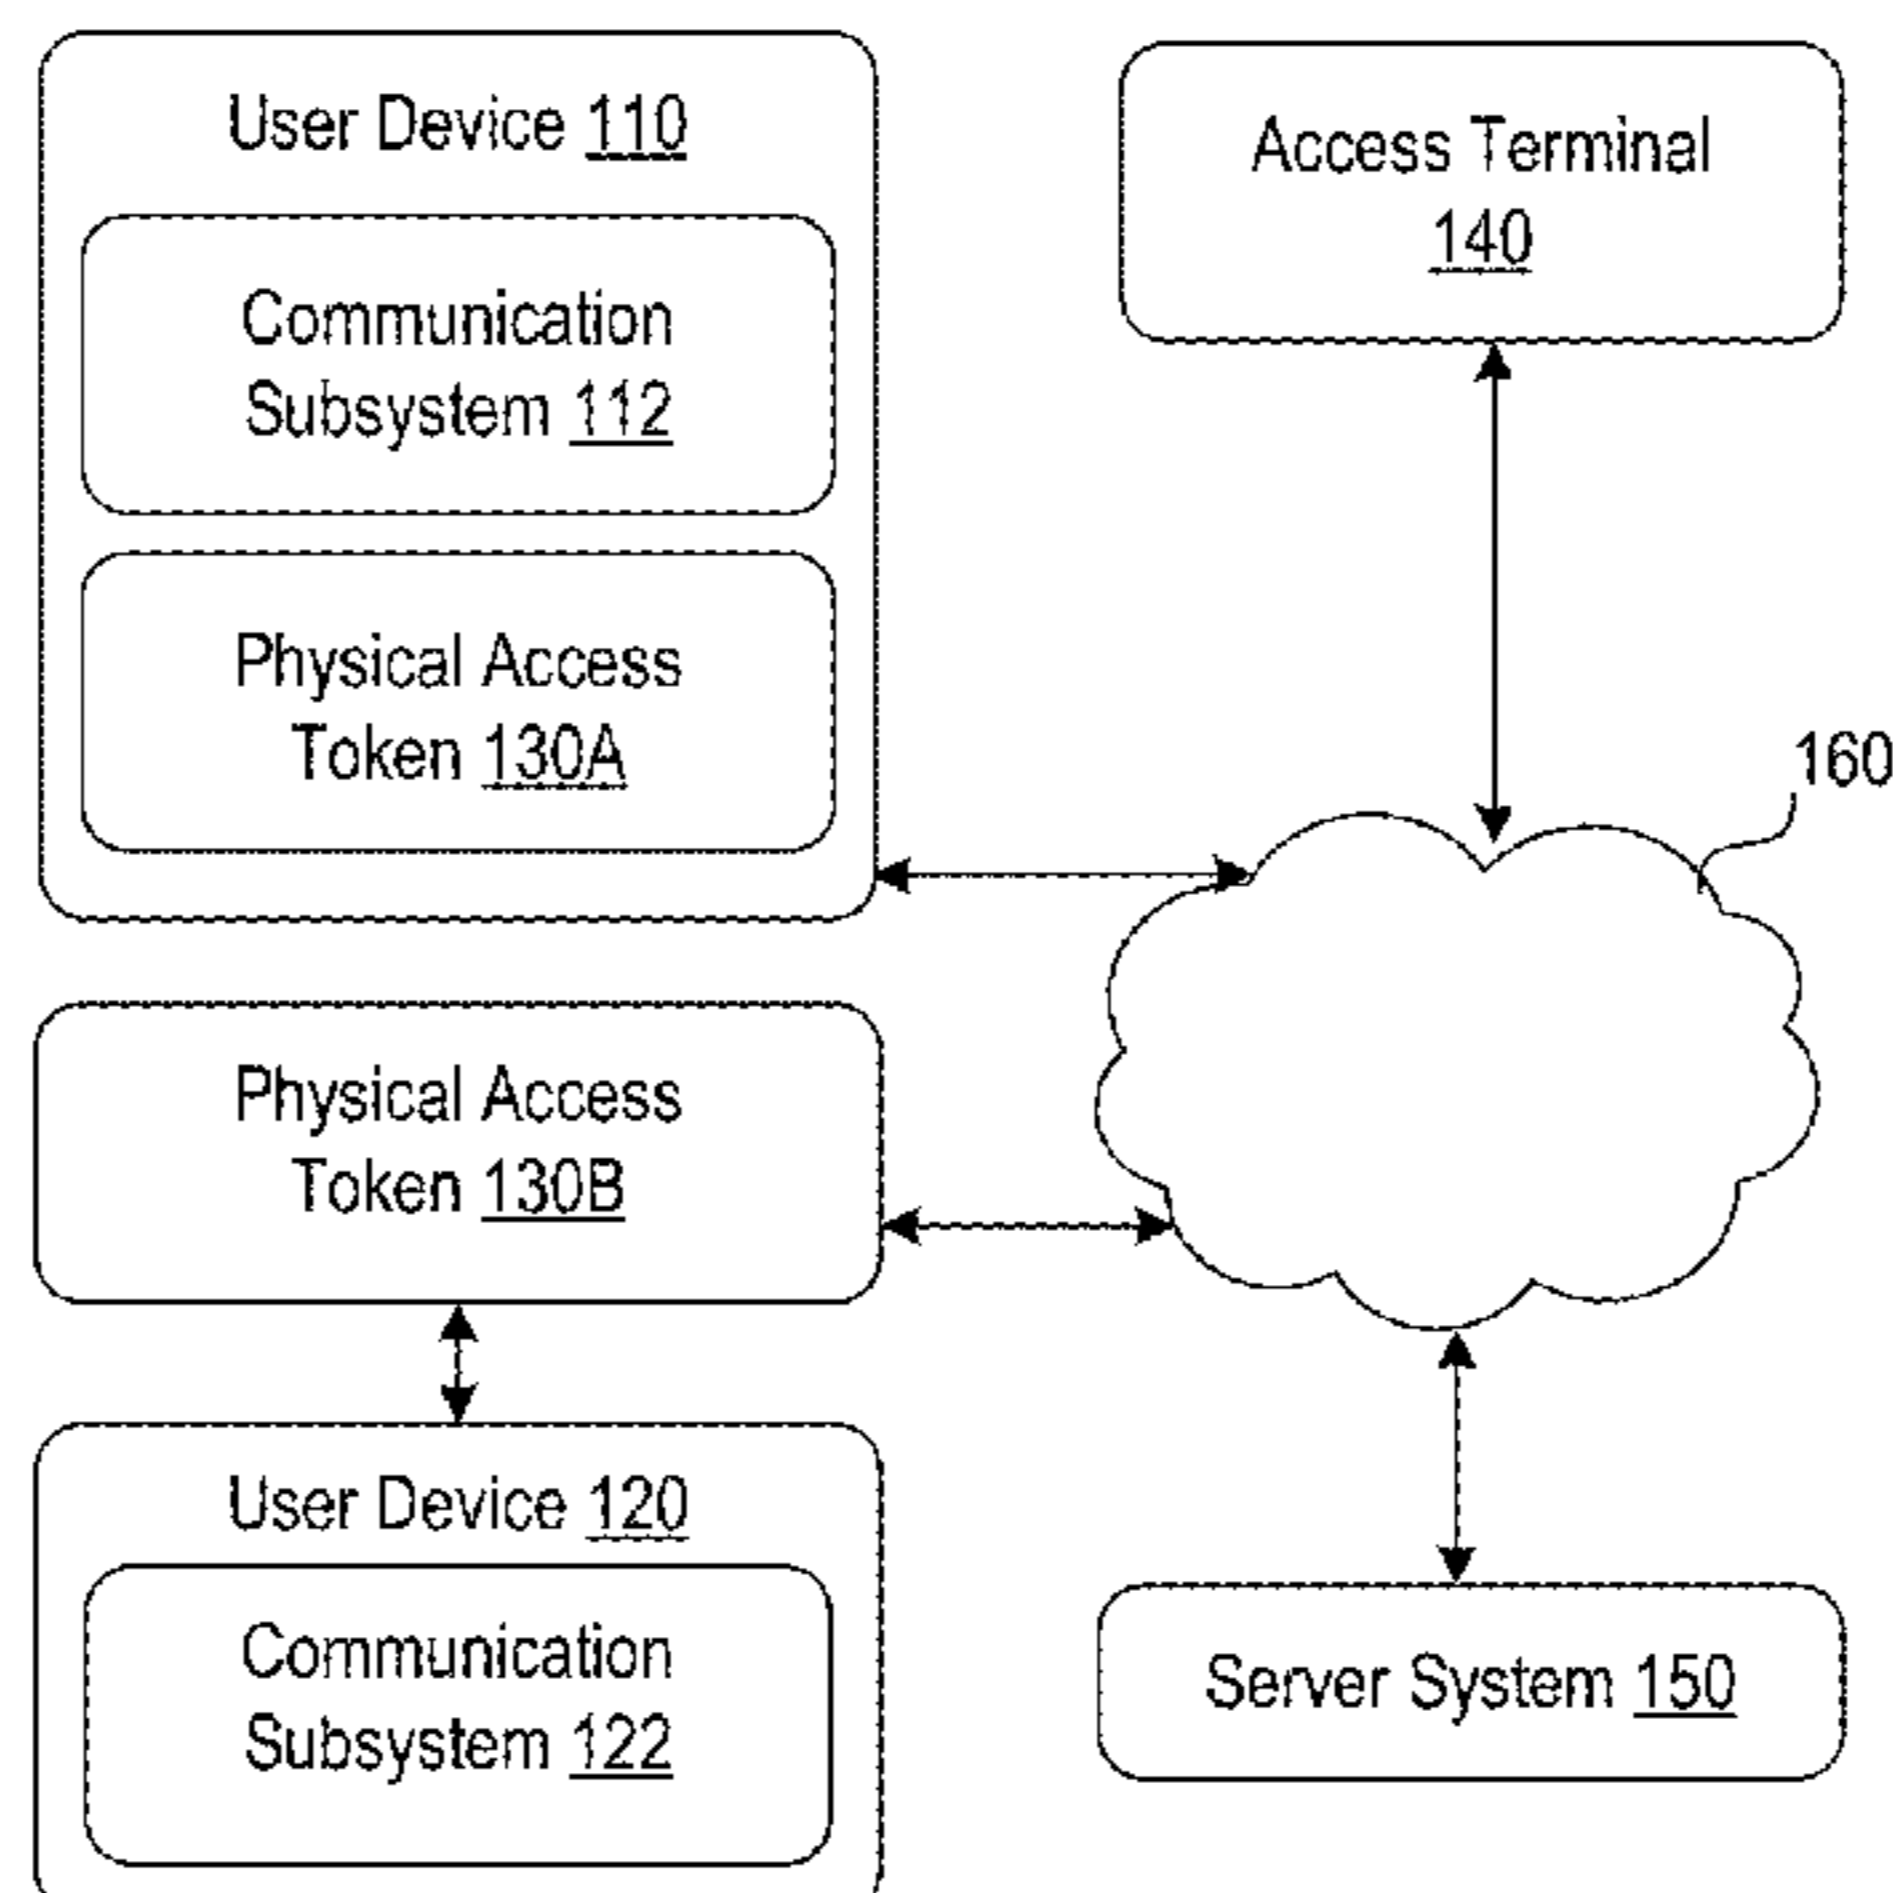 User Device 110
Communication
Subsystem 112
Physical Access
Token 130A
Access Terminal
140
160
Physical Access
Token 130B
User Device 120
Communication
Subsystem 122
Server System 150